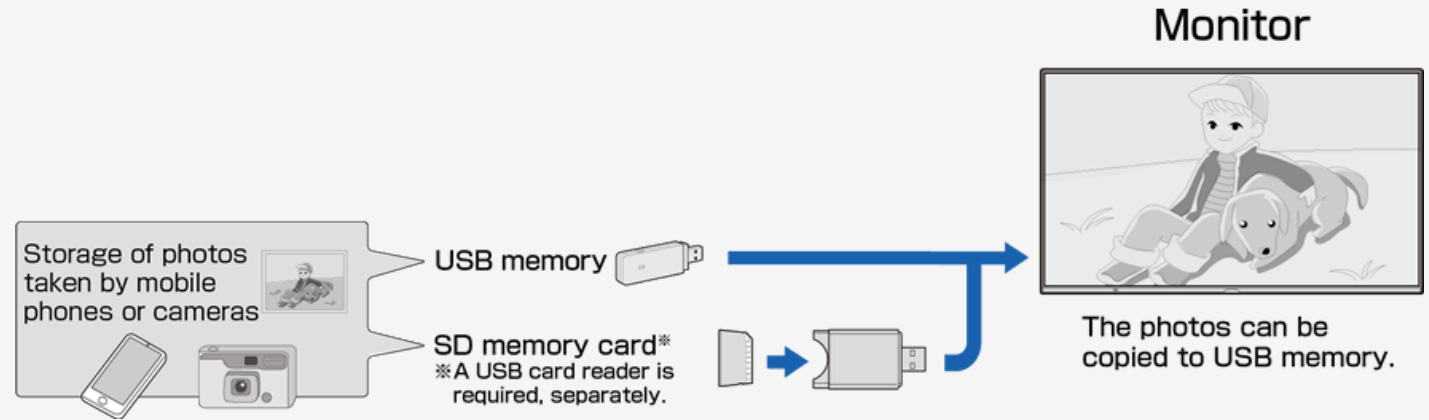 Monitor
Storage of photos
taken by mobile
phones or cameras
USB memory
SD memory card※
※A USB card reader is
required, separately.
The photos can be
copied to USB memory.